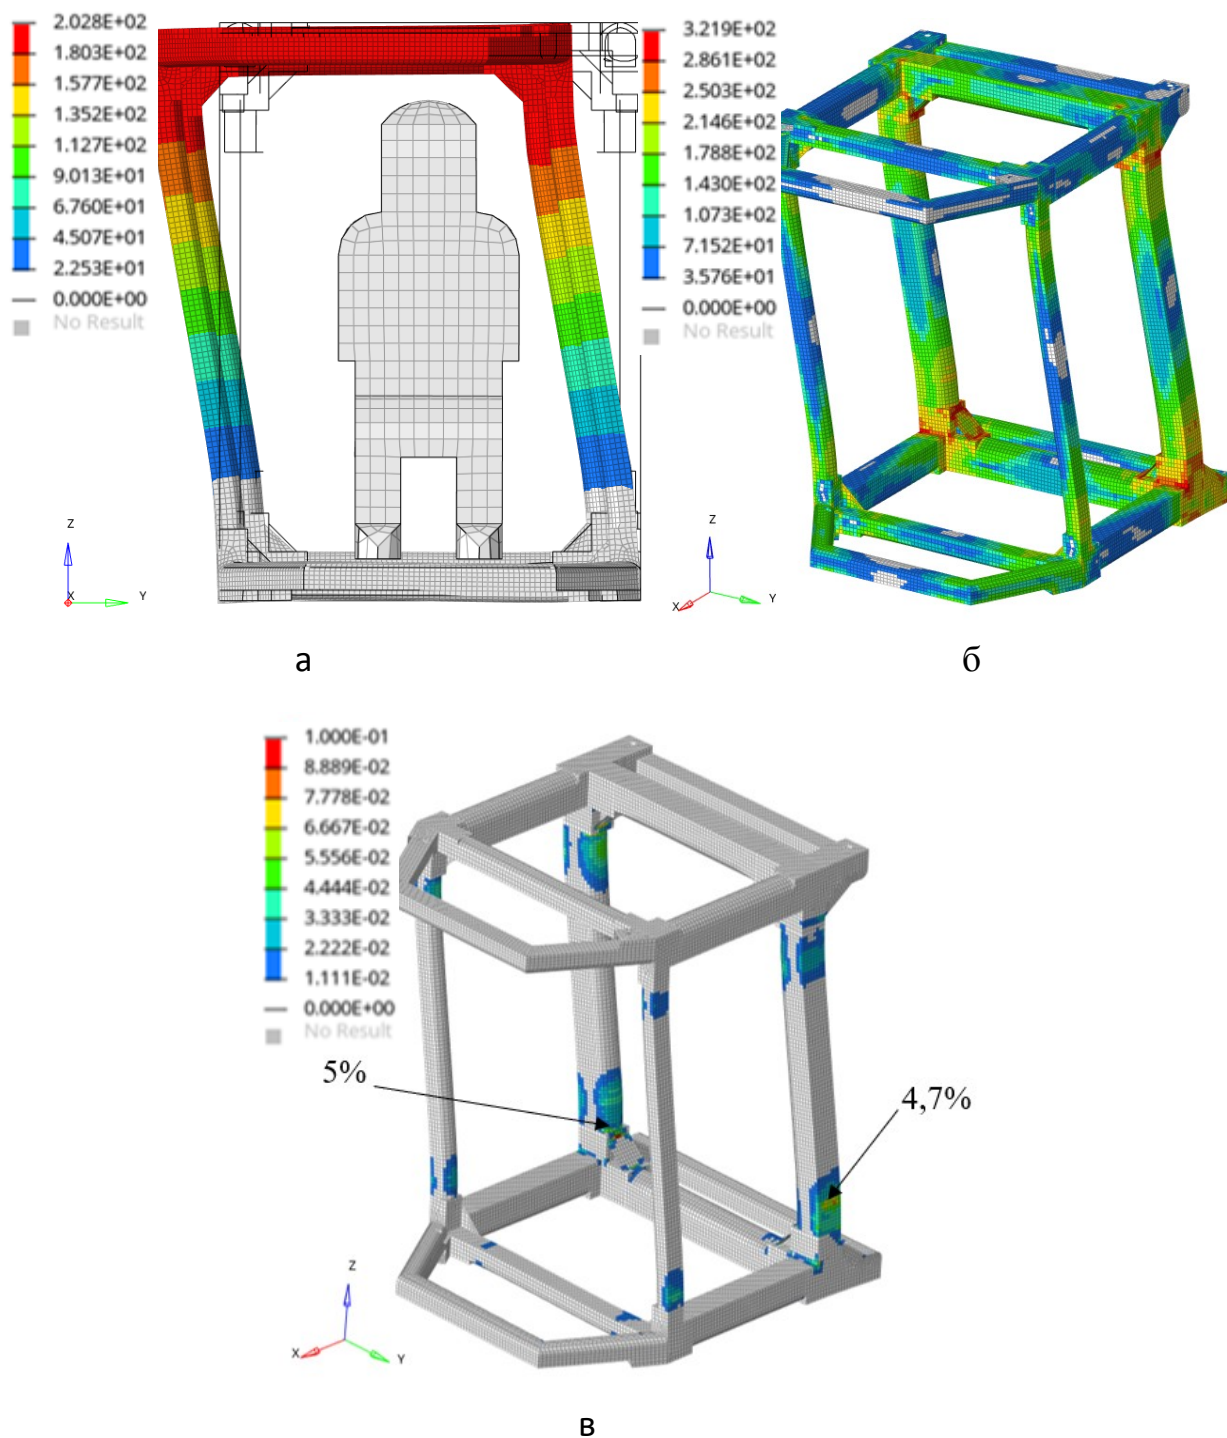 2.028E+02
1.803E+02
1.577E+02
1.352E+02
1.127E+02
9.013E+01
6.760E+01
4.507E+01
2.253E+01
0.000E+00
No Result
Z
X
Y
а
3.219E+02
2.861E+02
2.503E+02
2.146E+02
1.788E+02
1.430E+02
1.073E+02
7.152E+01
3.576E+01
0.000E+00
No Result
Z
X
Y
б
1.000E-01
8.889E-02
7.778E-02
6.667E-02
5.556E-02
4.444E-02
3.333E-02
2.222E-02
1.111E-02
0.000E+00
No Result
5%
4,7%
Z
X
Y
в